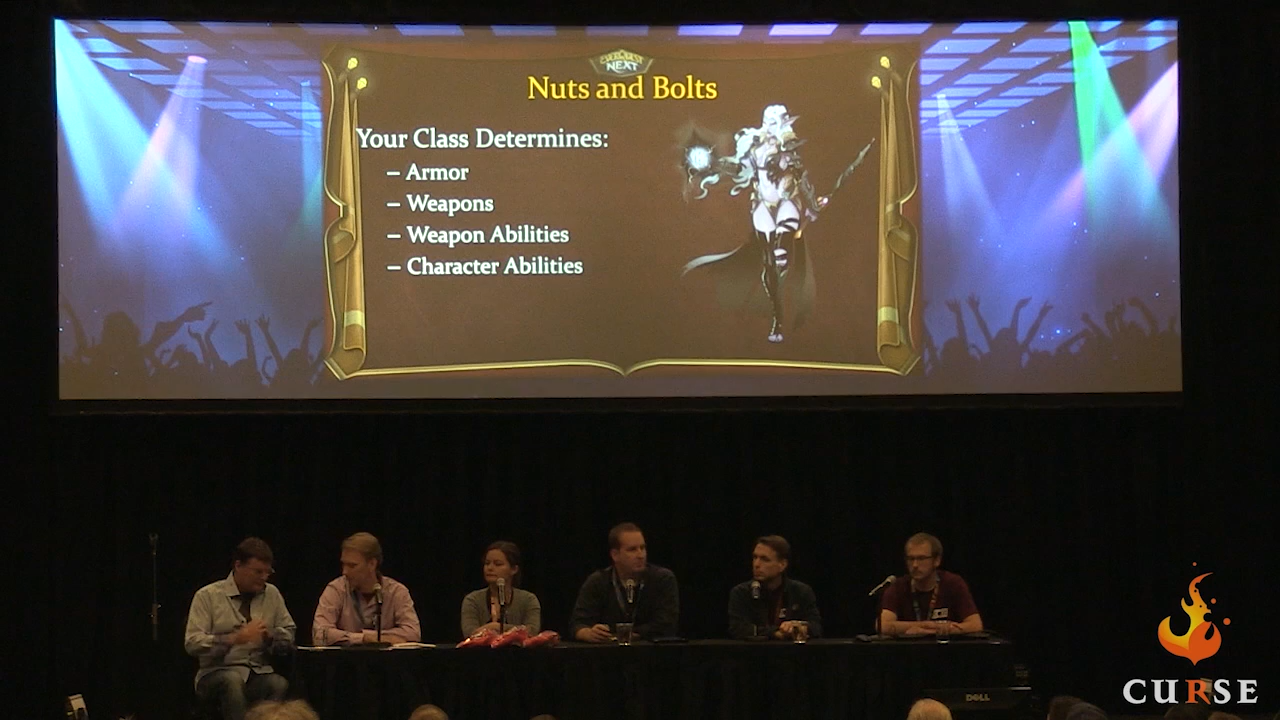 NEXT
Nuts and Bolts
Your Class Determines:
– Armor
– Weapons
– Weapon Abilities
– Character Abilities
DELL
CURSE